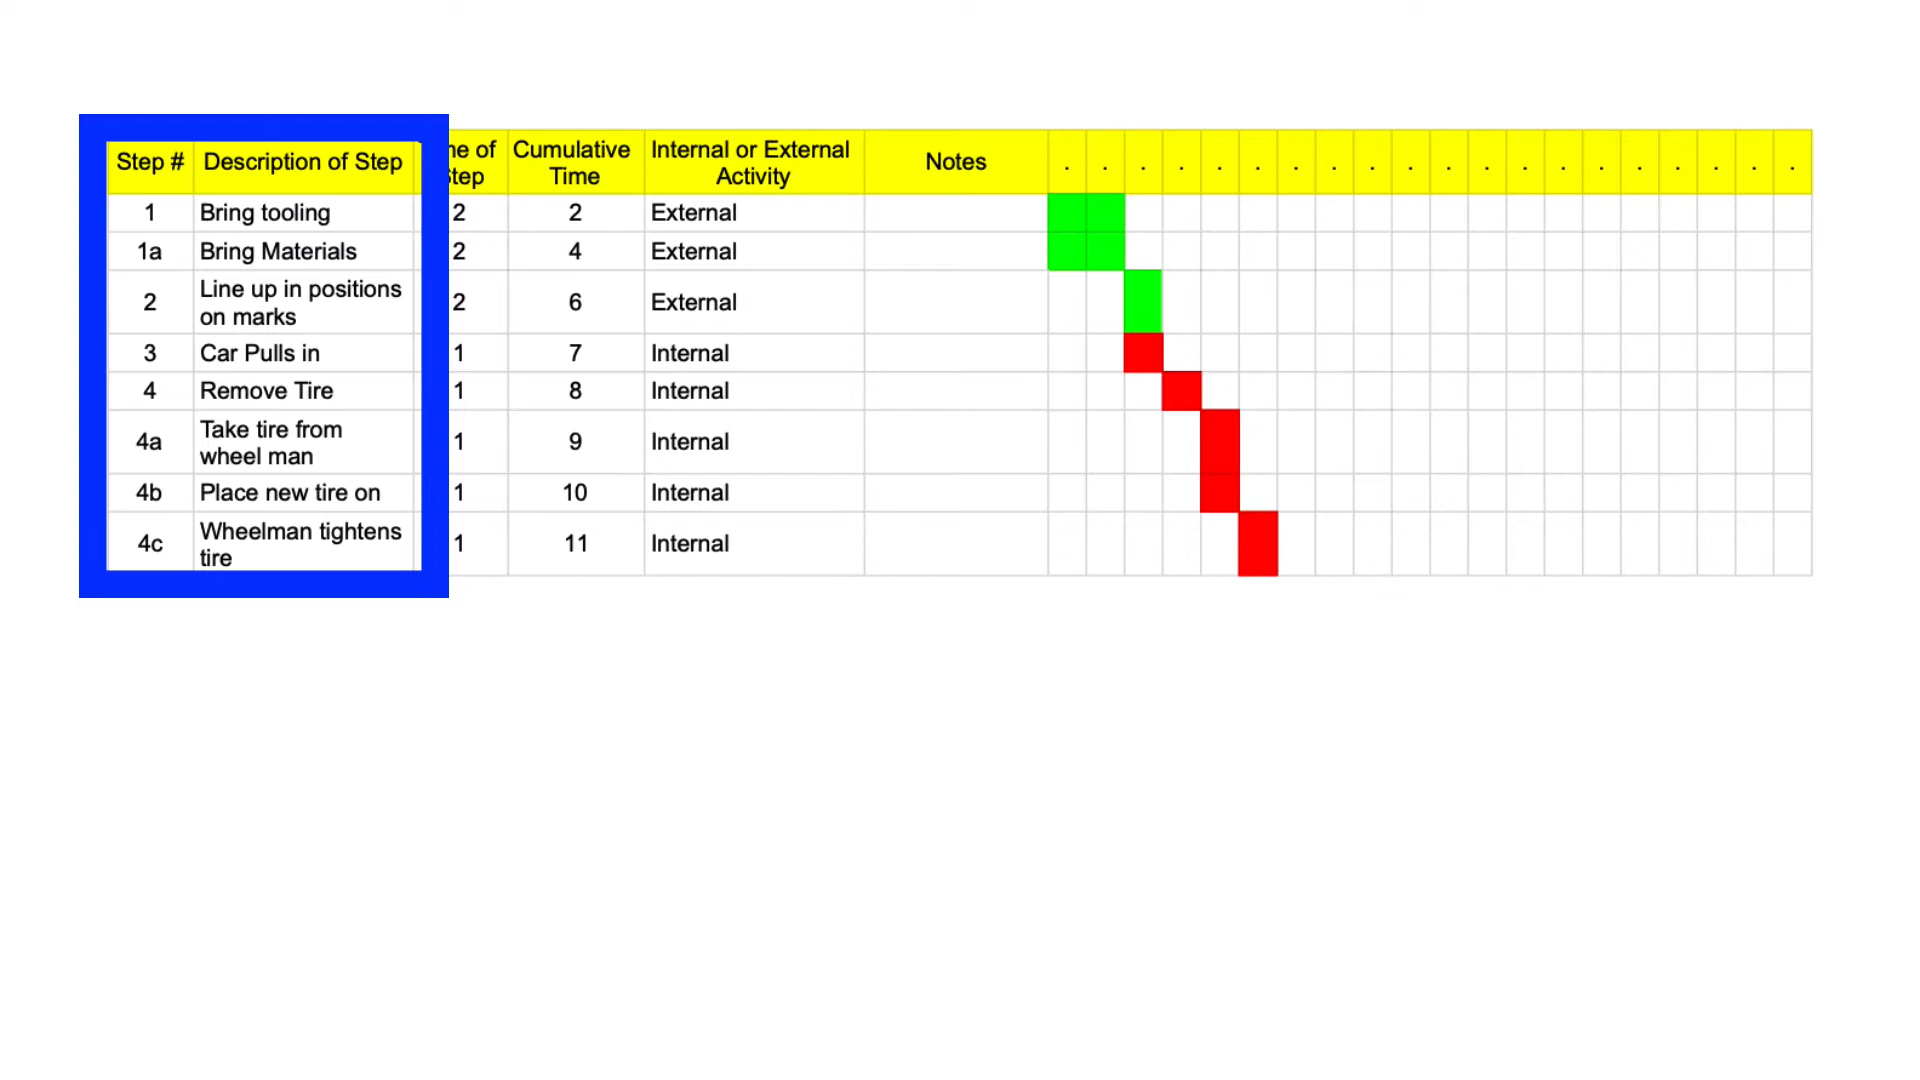 Step # Description of Step me of Step Cumulative Time Internal or External Activity Notes . . . . . . . . . . . . . . . . . . . .
1 Bring tooling 2 2 External
1a Bring Materials 2 4 External
2 Line up in positions on marks 2 6 External
3 Car Pulls in 1 7 Internal
4 Remove Tire 1 8 Internal
4a Take tire from wheel man 1 9 Internal
4b Place new tire on 1 10 Internal
4c Wheelman tightens tire 1 11 Internal